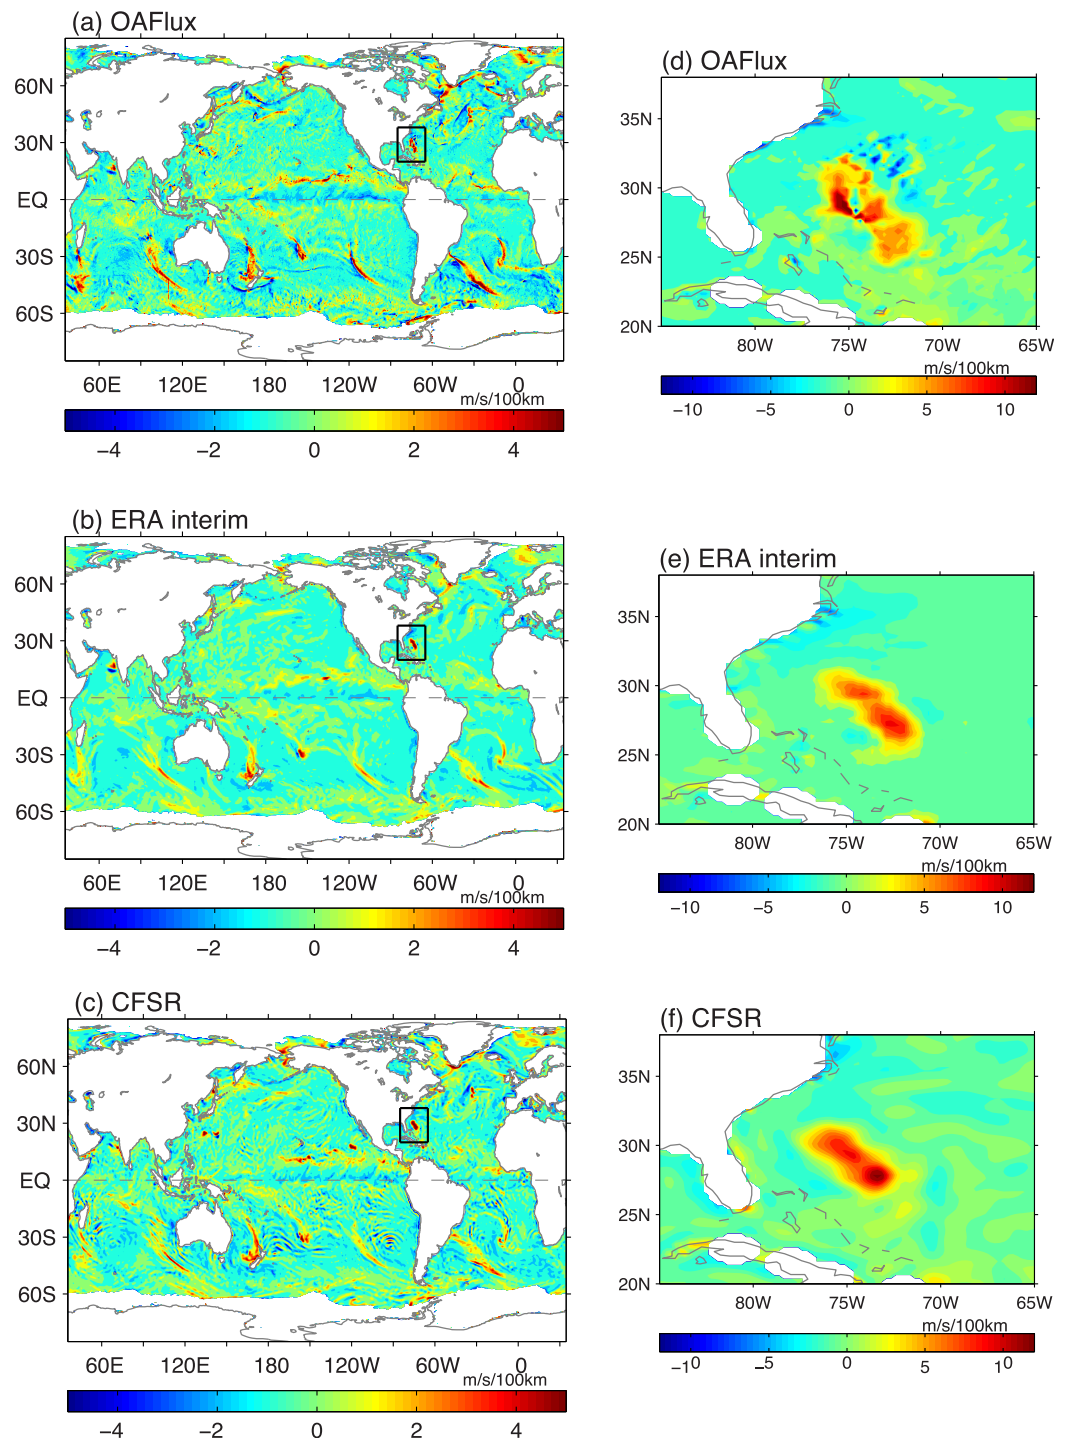 (a) OAFlux
60N
30N
EQ
30S
60S
60E 120E 180 120W 60W 0
m/s/100km
−4 −2 0 2 4
(d) OAFlux
35N
30N
25N
20N
80W 75W 70W 65W
m/s/100km
−10 −5 0 5 10
(b) ERA interim
60N
30N
EQ
30S
60S
60E 120E 180 120W 60W 0
m/s/100km
−4 −2 0 2 4
(e) ERA interim
35N
30N
25N
20N
80W 75W 70W 65W
m/s/100km
−10 −5 0 5 10
(c) CFSR
60N
30N
EQ
30S
60S
60E 120E 180 120W 60W 0
m/s/100km
−4 −2 0 2 4
(f) CFSR
35N
30N
25N
20N
80W 75W 70W 65W
m/s/100km
−10 −5 0 5 10